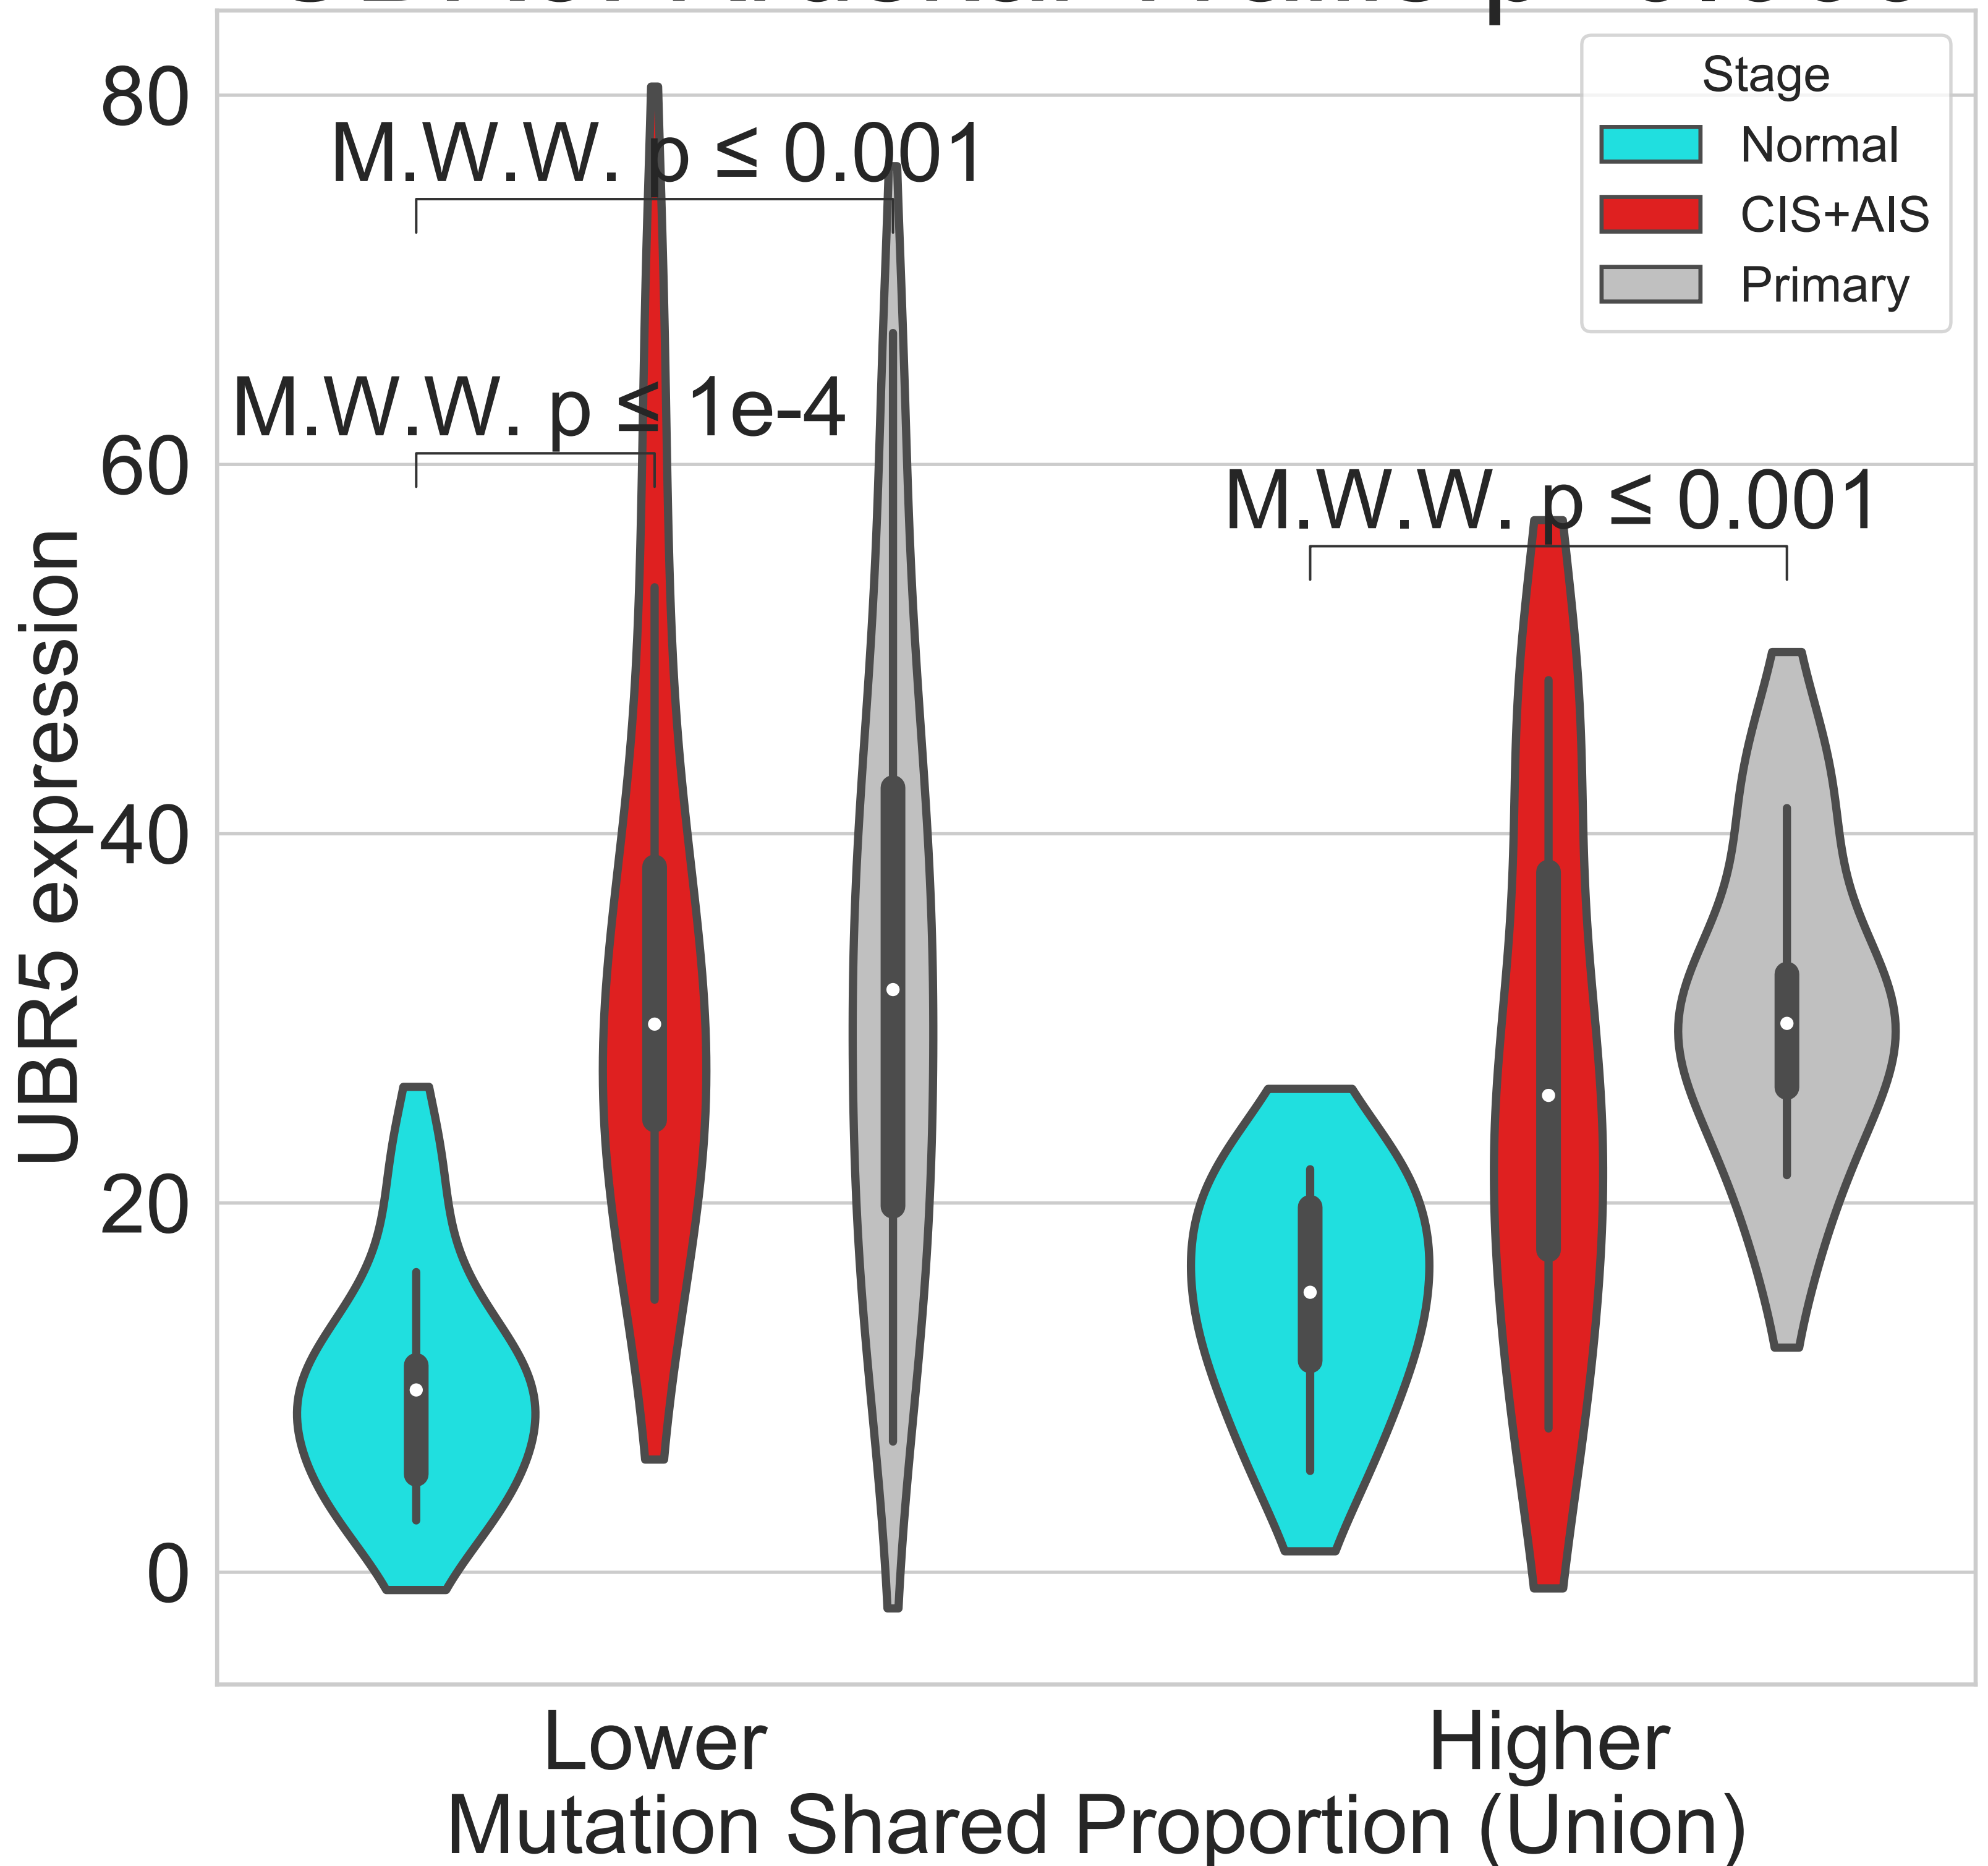 80
60
40
20
0
UBR5 expression
M.W.W. p ≤ 0.001
M.W.W. p ≤ 1e-4
M.W.W. p ≤ 0.001
Stage
Normal
CIS+AIS
Primary
Lower
Higher
Mutation Shared Proportion (Union)